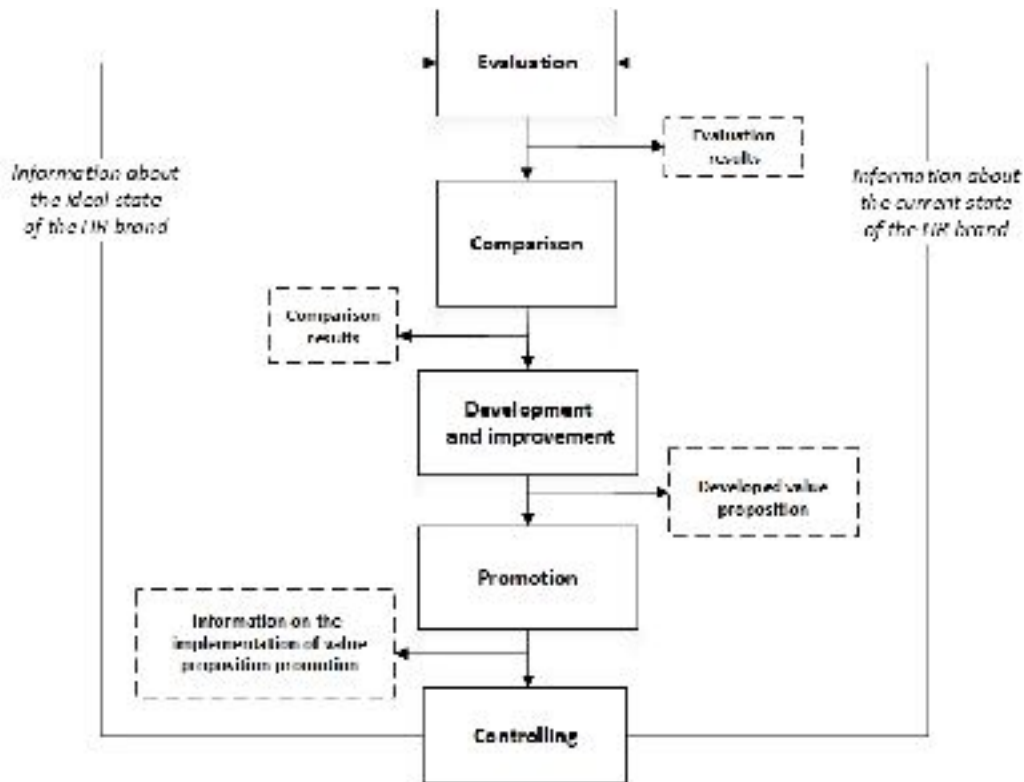 Evaluation
Evaluation
results
Information about
the ideal state
of the HR brand
Information about
the current state
of the HR brand
Comparison
Comparison
results
Development
and improvement
Developed value
proposition
Promotion
Information on the
implementation of value
proposition promotion
Controlling